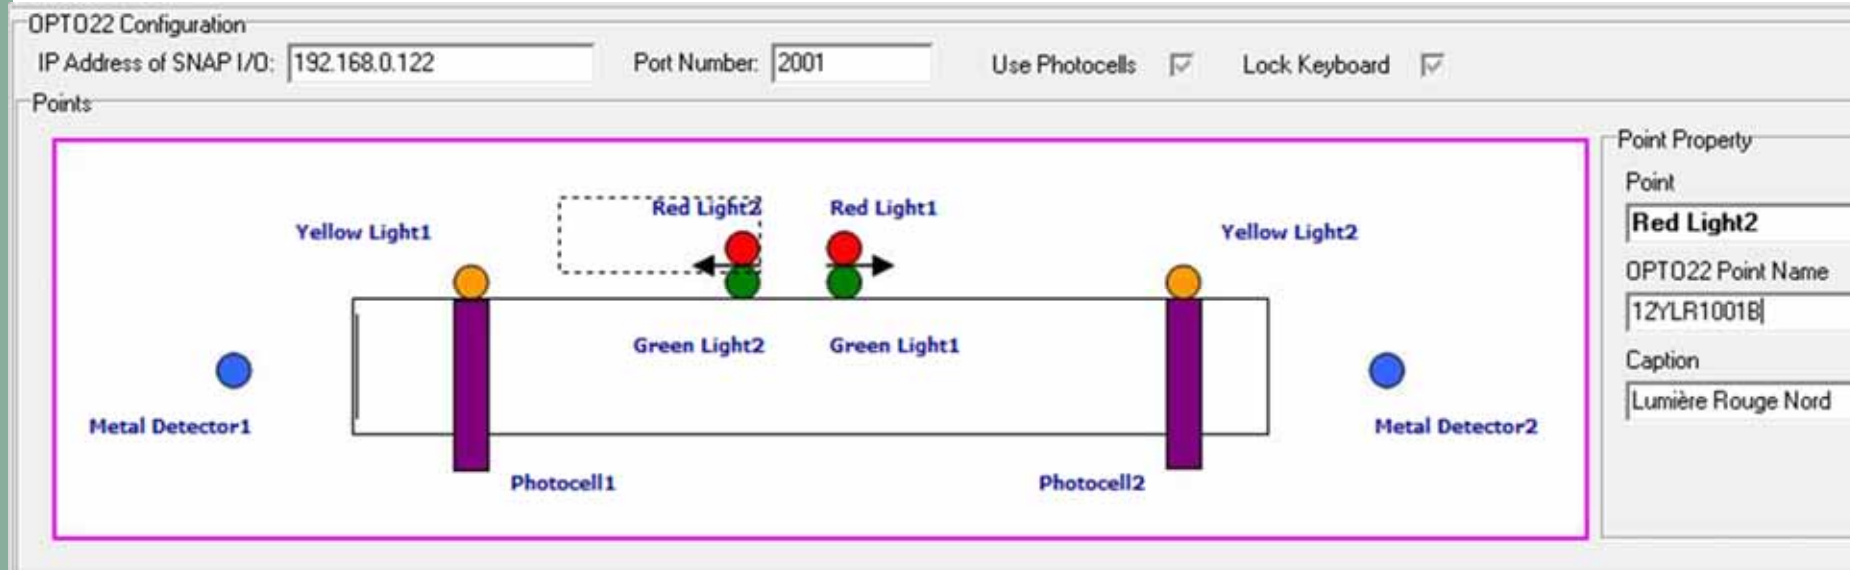 OPTO22 Configuration
IP Address of SNAP I/O: 192.168.0.122 Port Number: 2001 Use Photocells Lock Keyboard
Points
Red Light2 Red Light1
Yellow Light1 Yellow Light2
Green Light2 Green Light1
Metal Detector1 Metal Detector2
Photocell1 Photocell2
Point Property
Point
Red Light2
OPTO22 Point Name
12YLR1001B
Caption
Lumière Rouge Nord